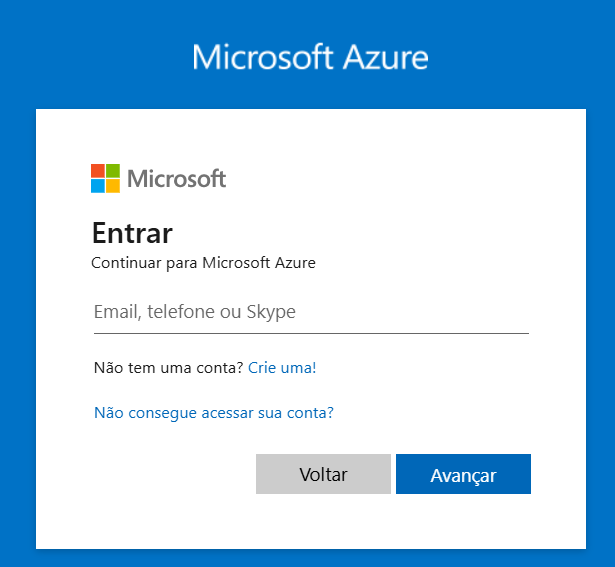 Microsoft Azure
Microsoft
Entrar
Continuar para Microsoft Azure
Email, telefone ou Skype
Não tem uma conta? Crie uma!
Não consegue acessar sua conta?
Voltar
Avançar